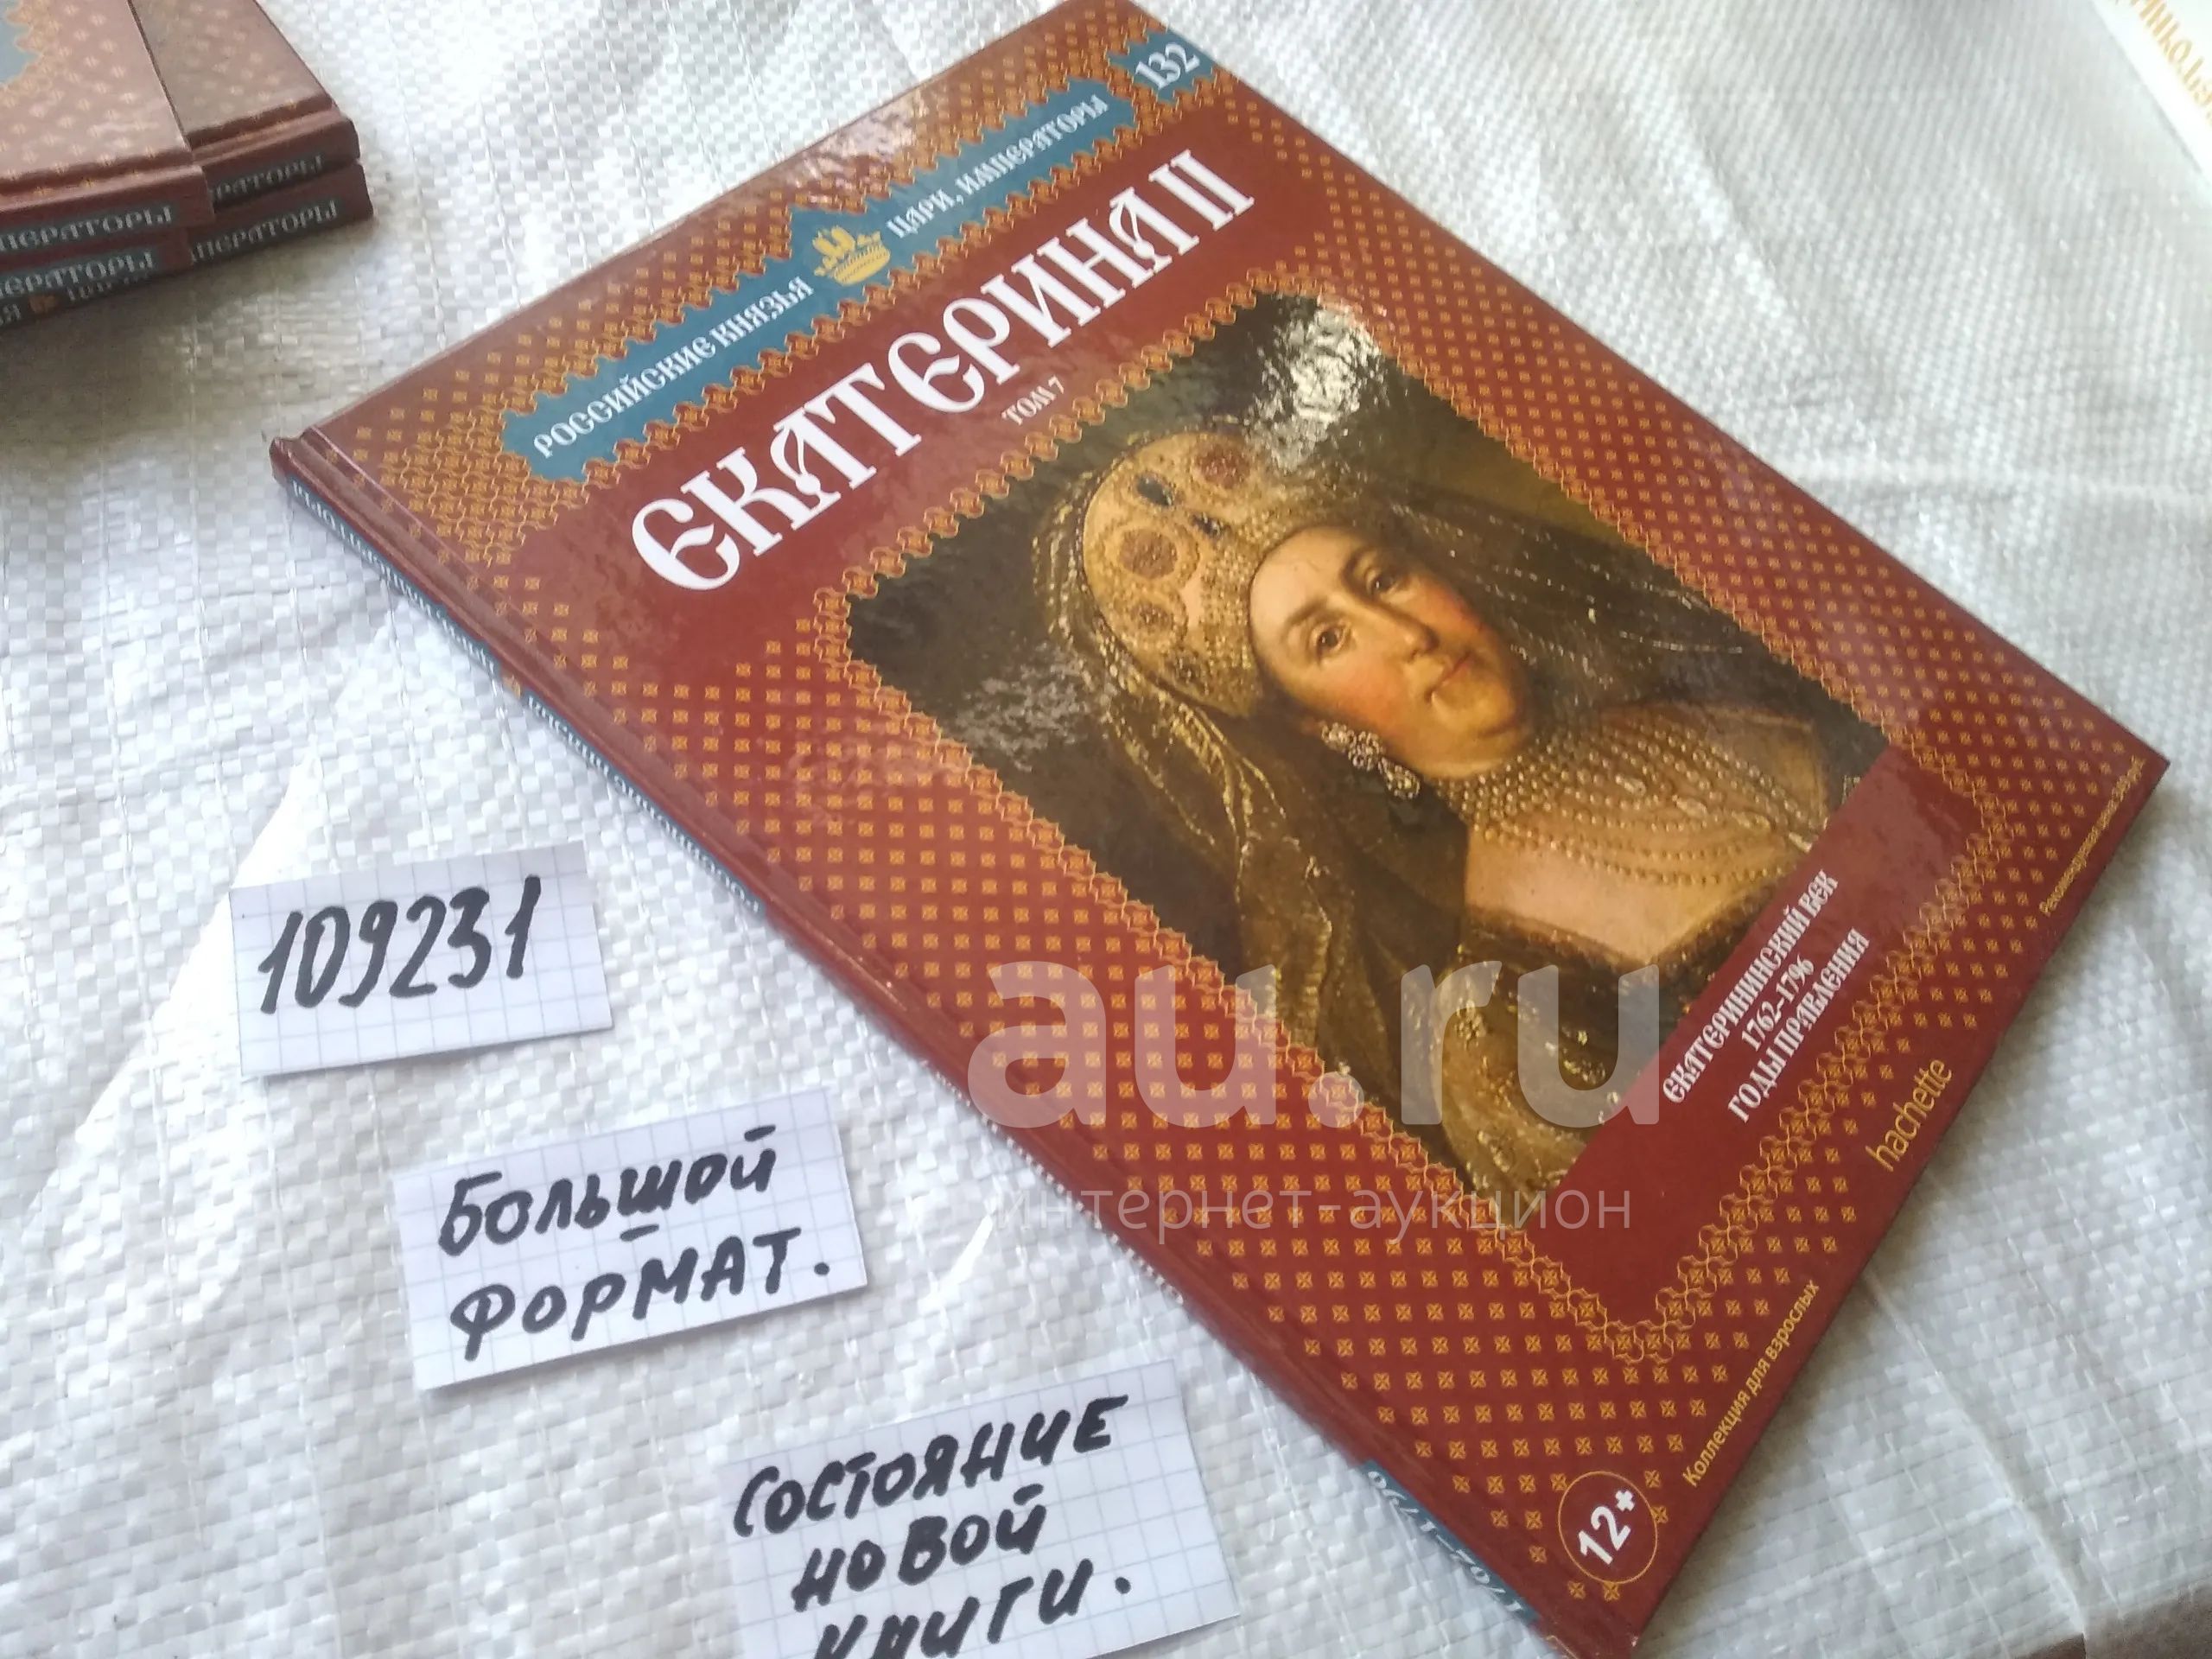 132
РОССИЙСКИЕ КНЯЗЬЯ ЦАРИ, ИМПЕРАТОРЫ
ЕКАТЕРИНА II
ТОМ 7
ЕКАТЕРИНИНСКИЙ ВЕК
1762–1796
ГОДЫ ПРАВЛЕНИЯ
hachette
Коллекция для взрослых
12+
109231
БОЛЬШОЙ
ФОРМАТ.
СОСТОЯНИЕ
НОВОЙ
КНИГИ.
au.ru
интернет-аукцион